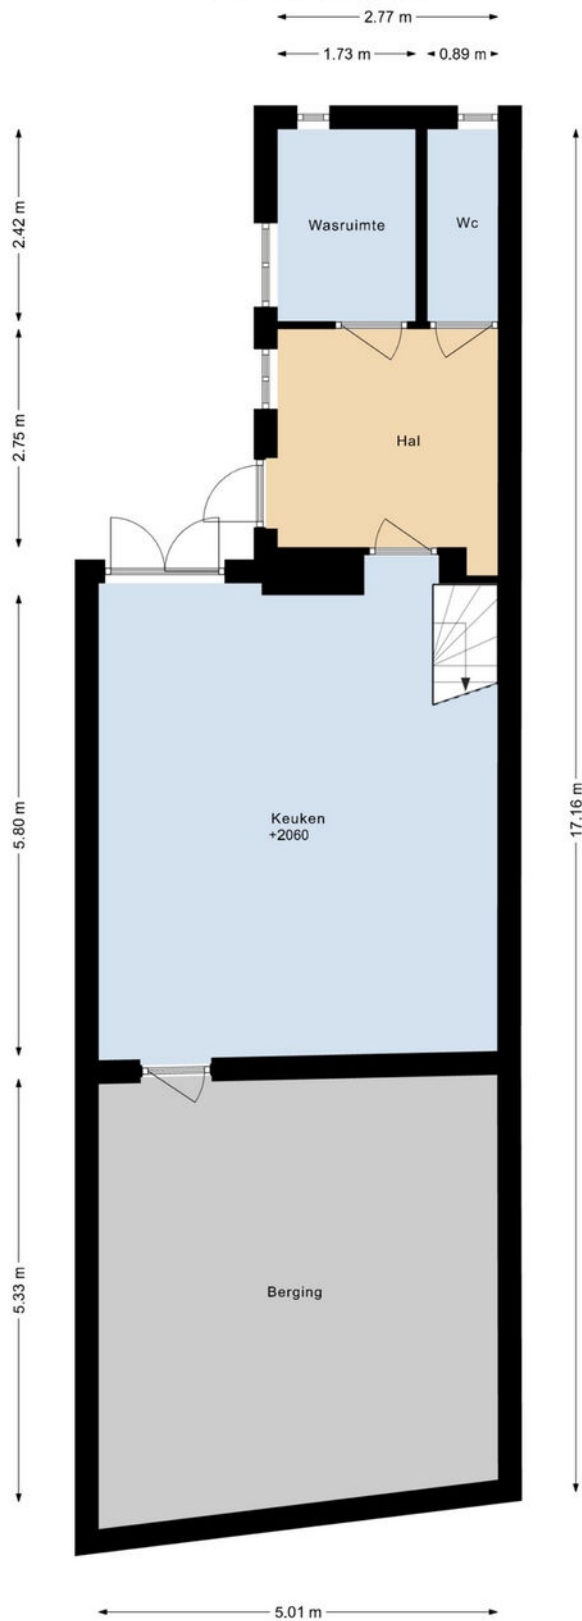 2.77 m
1.73 m
0.89 m
2.42 m
Wasruimte
Wc
2.75 m
Hal
5.80 m
Keuken
+2060
17.16 m
5.33 m
Berging
5.01 m